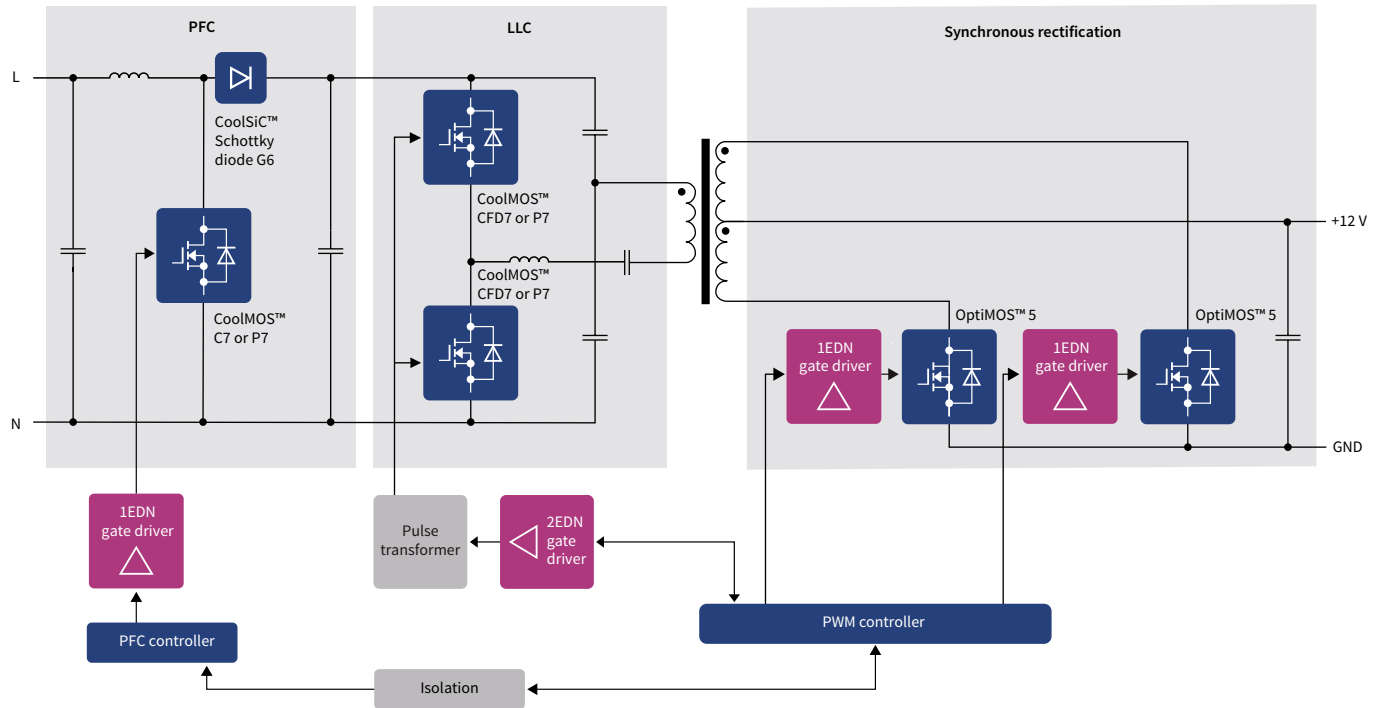 PFC
LLC
Synchronous rectification
L
CoolSiC™
Schottky
diode G6
CoolMOS™
CFD7 or P7
+12 V
CoolMOS™
C7 or P7
CoolMOS™
CFD7 or P7
OptiMOS™ 5
OptiMOS™ 5
1EDN
gate driver
1EDN
gate driver
N
GND
1EDN
gate driver
Pulse
transformer
2EDN
gate
driver
PWM controller
PFC controller
Isolation